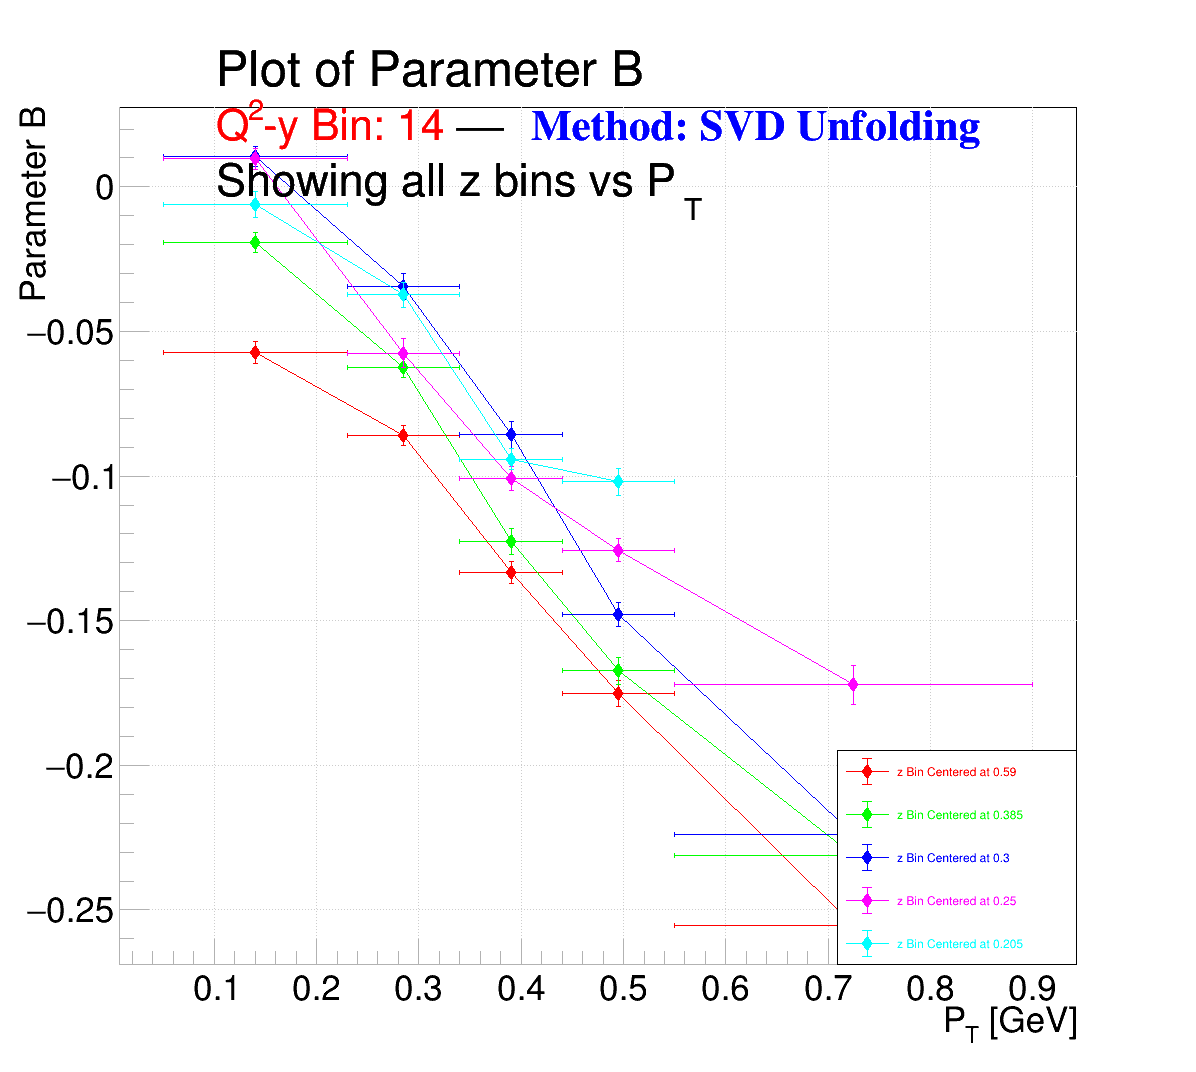 Plot of Parameter B
Q2-y Bin: 14 — Method: SVD Unfolding
Showing all z bins vs PT
Parameter B
0
−0.05
−0.1
−0.15
−0.2
−0.25
z Bin Centered at 0.59
z Bin Centered at 0.385
z Bin Centered at 0.3
z Bin Centered at 0.25
z Bin Centered at 0.205
0.1 0.2 0.3 0.4 0.5 0.6 0.7 0.8 0.9
PT [GeV]